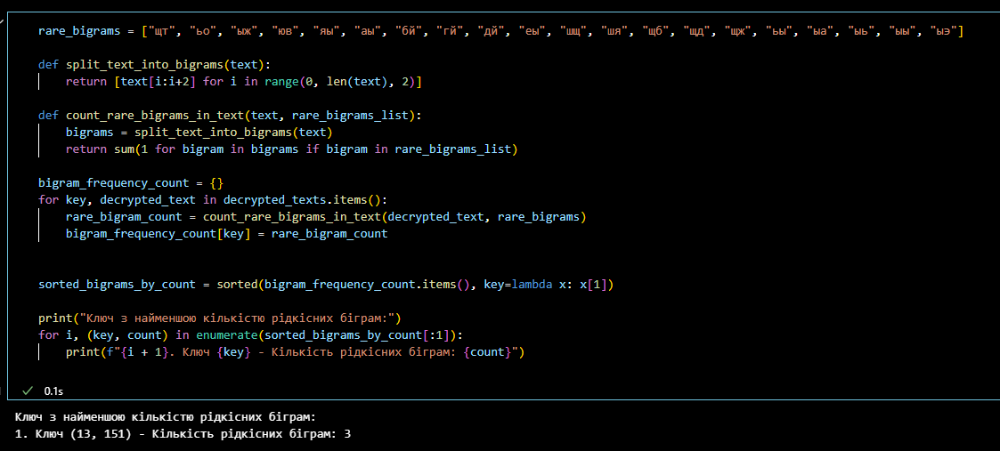 rare_bigrams = ["щт", "ьо", "ыж", "юв", "яы", "аы", "бй", "гй", "дй", "еы", "шщ", "шя", "щб", "щд", "щж", "ьы", "ыа", "ыь", "ыы", "ыэ"]
def split_text_into_bigrams(text):
    return [text[i:i+2] for i in range(0, len(text), 2)]
def count_rare_bigrams_in_text(text, rare_bigrams_list):
    bigrams = split_text_into_bigrams(text)
    return sum(1 for bigram in bigrams if bigram in rare_bigrams_list)
bigram_frequency_count = {}
for key, decrypted_text in decrypted_texts.items():
    rare_bigram_count = count_rare_bigrams_in_text(decrypted_text, rare_bigrams)
    bigram_frequency_count[key] = rare_bigram_count
sorted_bigrams_by_count = sorted(bigram_frequency_count.items(), key=lambda x: x[1])
print("Ключ з найменшою кількістю рідкісних біграм:")
for i, (key, count) in enumerate(sorted_bigrams_by_count[:1]):
    print(f"{i + 1}. Ключ {key} - Кількість рідкісних біграм: {count}")
0.1s
Ключ з найменшою кількістю рідкісних біграм:
1. Ключ (13, 151) - Кількість рідкісних біграм: 3